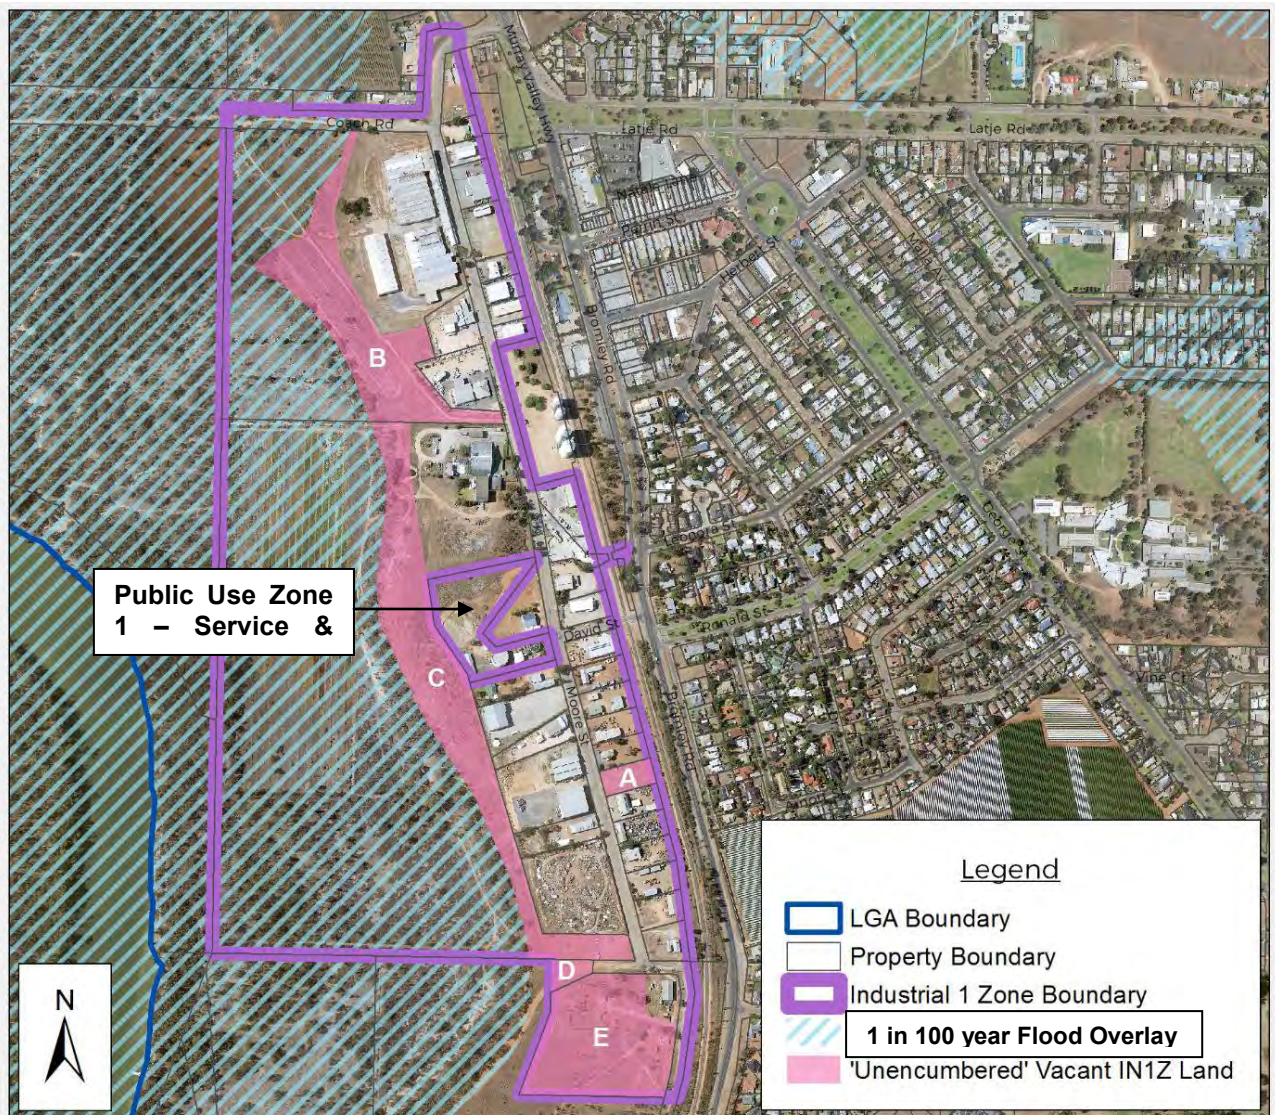 Murray Valley Hwy
Coach Rd
Latje Rd
Latje Rd
Herbert St
Bromley Rd
B
Public Use Zone
1 – Service &
David St
Ronald St
George
C
Moore St
A
Vine Ct
D
E
N
Legend
LGA Boundary
Property Boundary
Industrial 1 Zone Boundary
1 in 100 year Flood Overlay
'Unencumbered' Vacant IN1Z Land